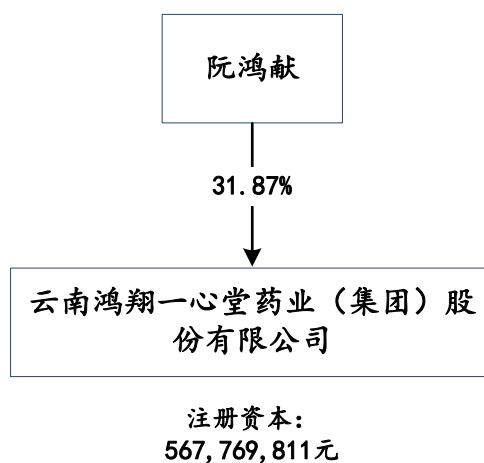 阮鸿献
31.87%
云南鸿翔一心堂药业（集团）股
份有限公司
注册资本：
567,769,811元